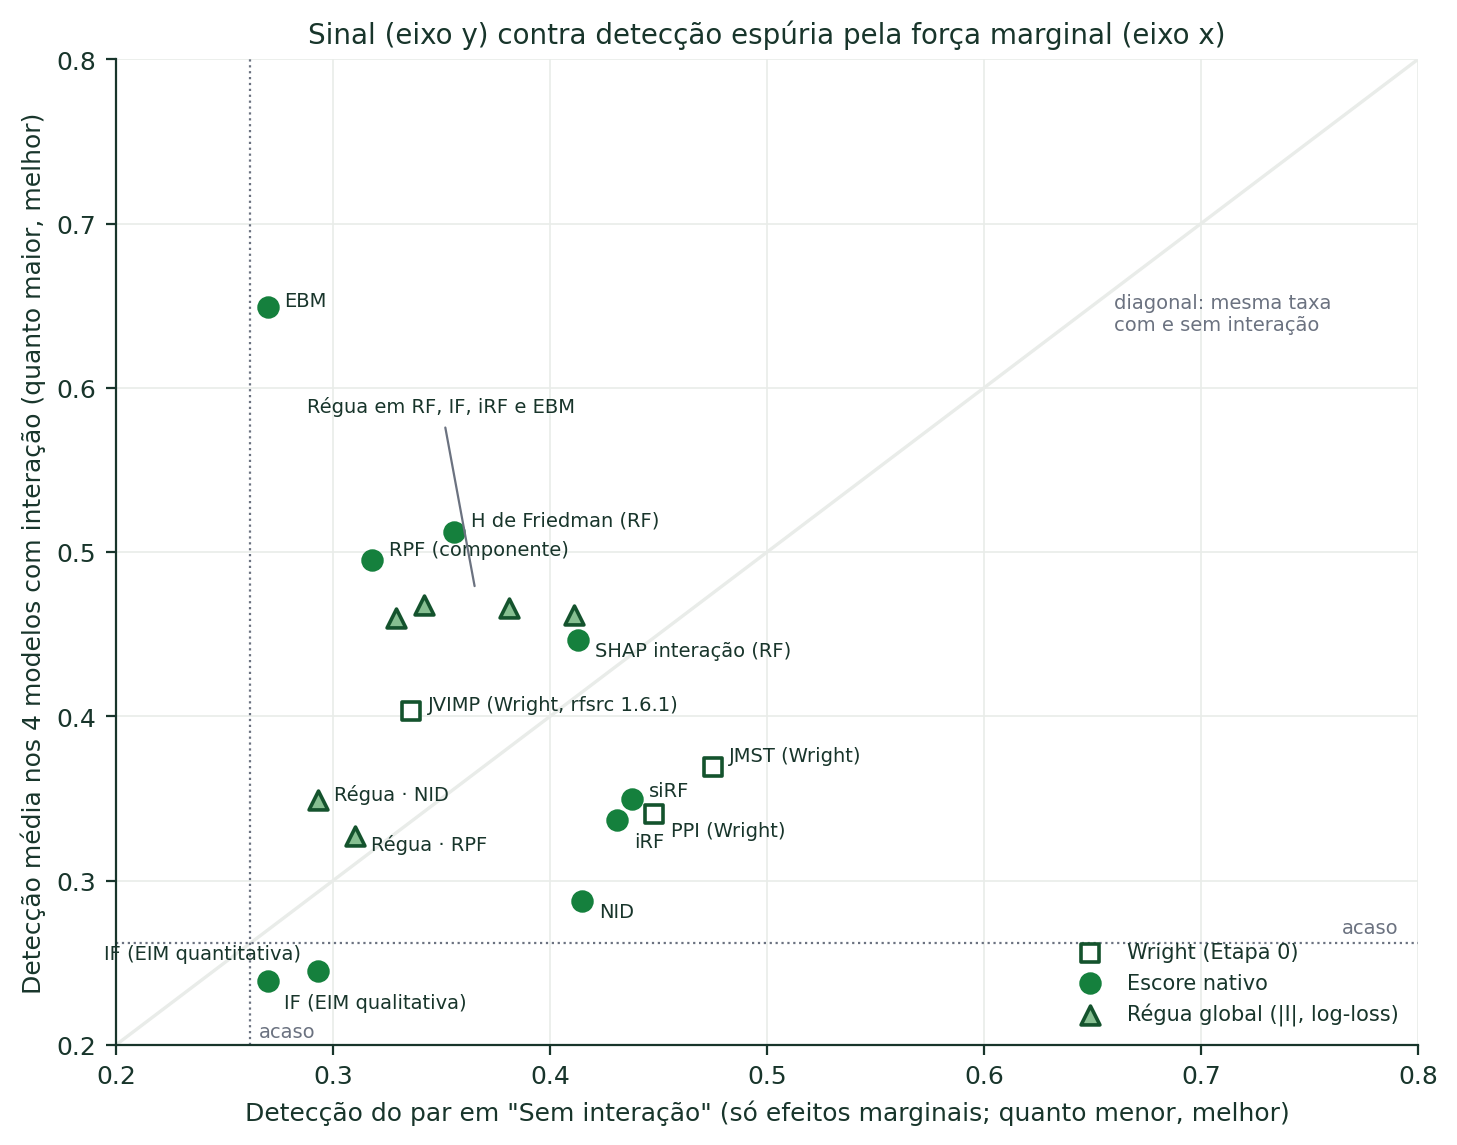 Sinal (eixo y) contra detecção espúria pela força marginal (eixo x)
Detecção média nos 4 modelos com interação (quanto maior, melhor)
0.8
0.7
0.6
0.5
0.4
0.3
0.2
EBM
diagonal: mesma taxa
com e sem interação
Régua em RF, IF, iRF e EBM
H de Friedman (RF)
RPF (componente)
SHAP interação (RF)
JVIMP (Wright, rfsrc 1.6.1)
JMST (Wright)
siRF
Régua · NID
PPI (Wright)
iRF
Régua · RPF
NID
acaso
IF (EIM quantitativa)
IF (EIM qualitativa)
acaso
Wright (Etapa 0)
Escore nativo
Régua global (|I|, log-loss)
0.2
0.3
0.4
0.5
0.6
0.7
0.8
Detecção do par em "Sem interação" (só efeitos marginais; quanto menor, melhor)